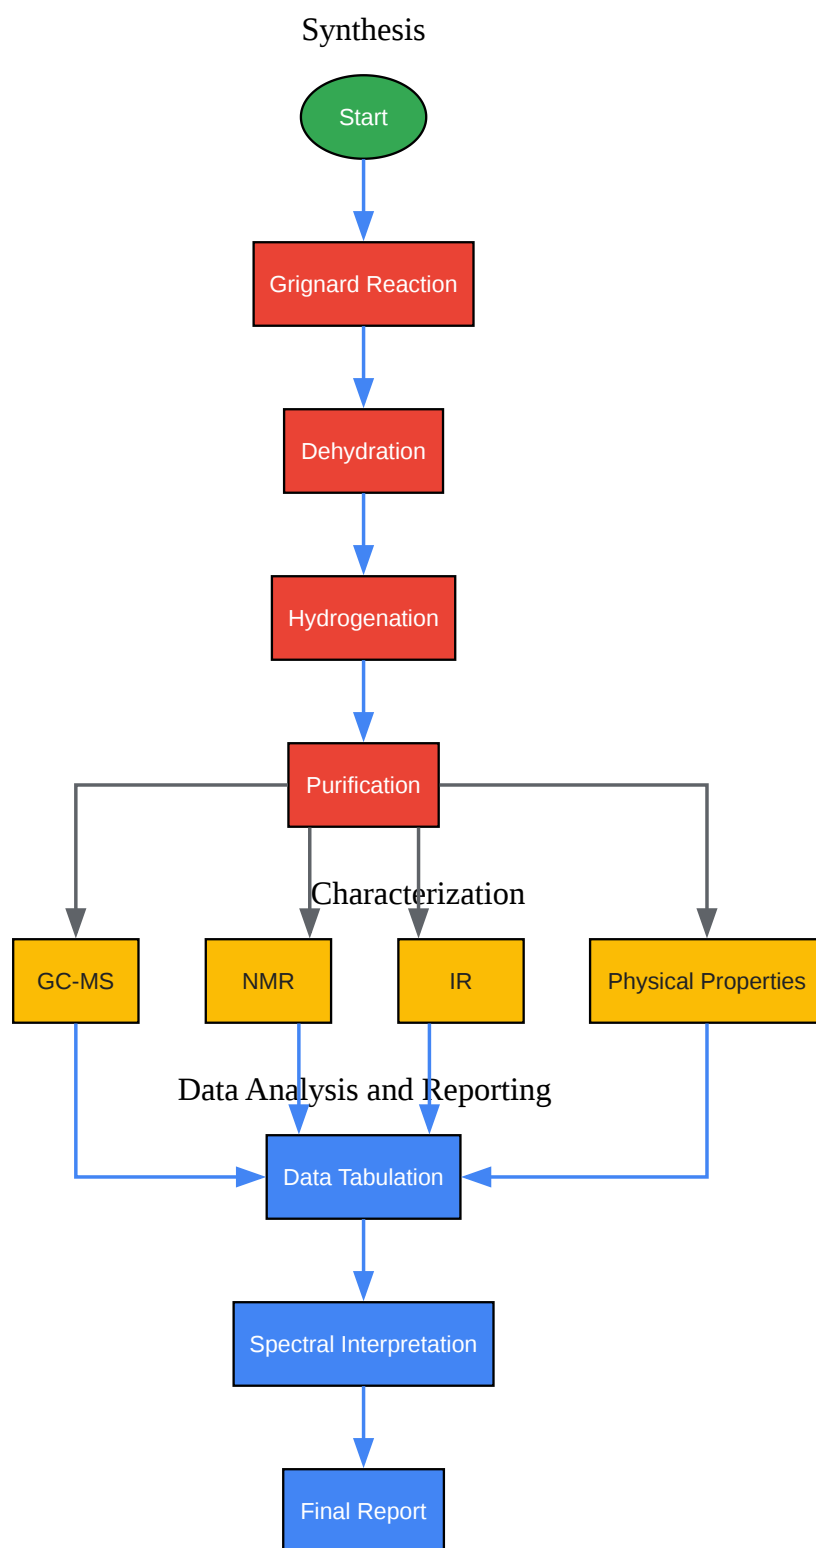 Synthesis
Start
Grignard Reaction
Dehydration
Hydrogenation
Purification
Characterization
GC-MS
NMR
IR
Physical Properties
Data Analysis and Reporting
Data Tabulation
Spectral Interpretation
Final Report